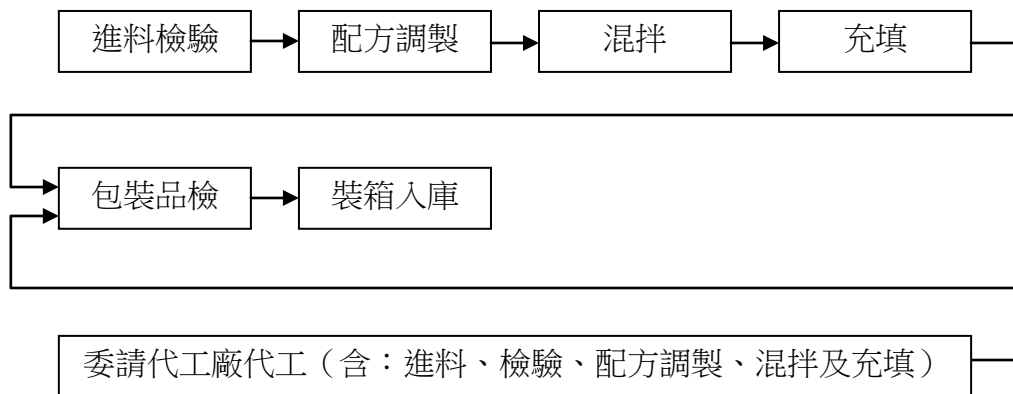 進料檢驗
配方調製
混拌
充填
包裝品檢
裝箱入庫
委請代工廠代工（含：進料、檢驗、配方調製、混拌及充填）